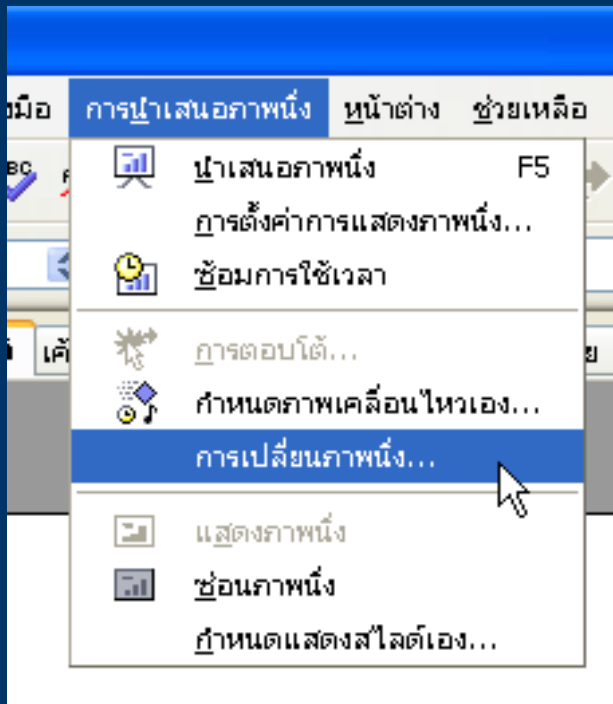 การนำเสนอภาพนิ่ง หน้าต่าง ช่วยเหลือ
นำเสนอภาพนิ่ง F5
การตั้งค่าการแสดงภาพนิ่ง...
ซ้อมการใช้เวลา
การตอบโต้...
กำหนดภาพเคลื่อนไหวเอง...
การเปลี่ยนภาพนิ่ง...
แสดงภาพนิ่ง
ซ่อนภาพนิ่ง
กำหนดแสดงสไลด์เอง...